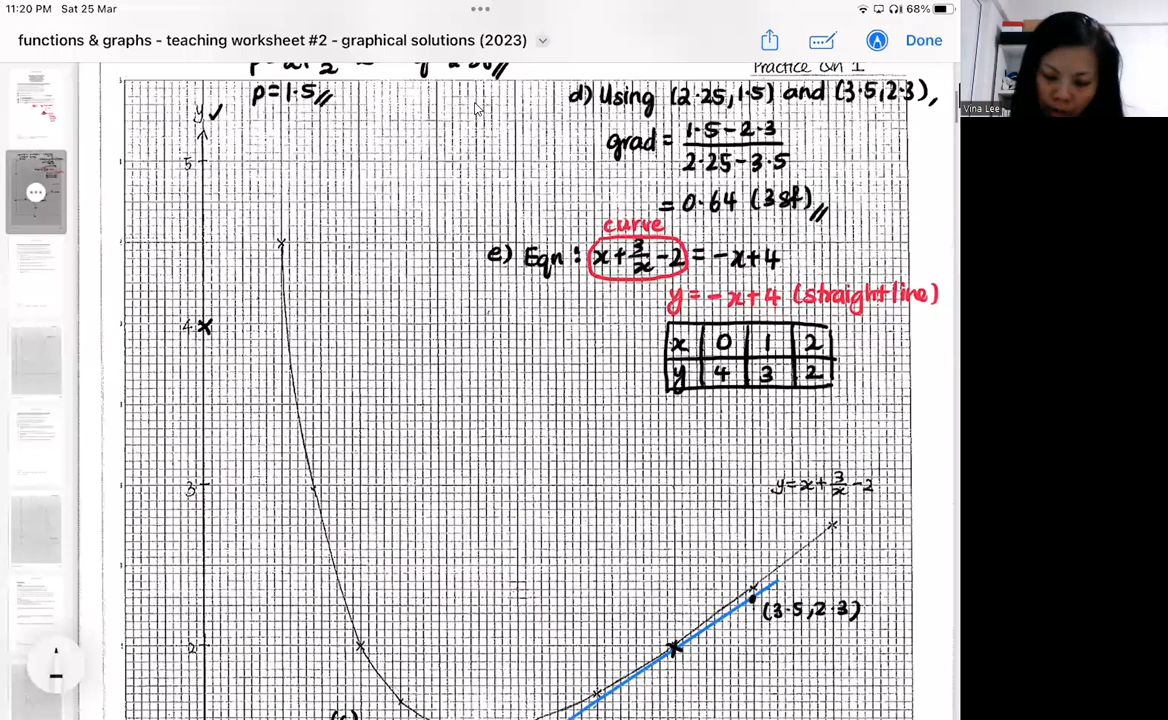 11:20 PM Sat 25 Mar
68%
functions & graphs - teaching worksheet #2 - graphical solutions (2023)
Done
Vina Lee
Practice Qn 1
p=1.5
d) Using (2.25, 1.5) and (3.5, 2.3),
grad = 1.5-2.3
2.25-3.5
= 0.64 (3sf)
curve
e) Eqn: x+3/x-2 = -x+4
y = -x+4 (straight line)
x 0 1 2
y 4 3 2
y
5
4
3
2
y=x+3/x-2
(3.5, 2.3)
(c)